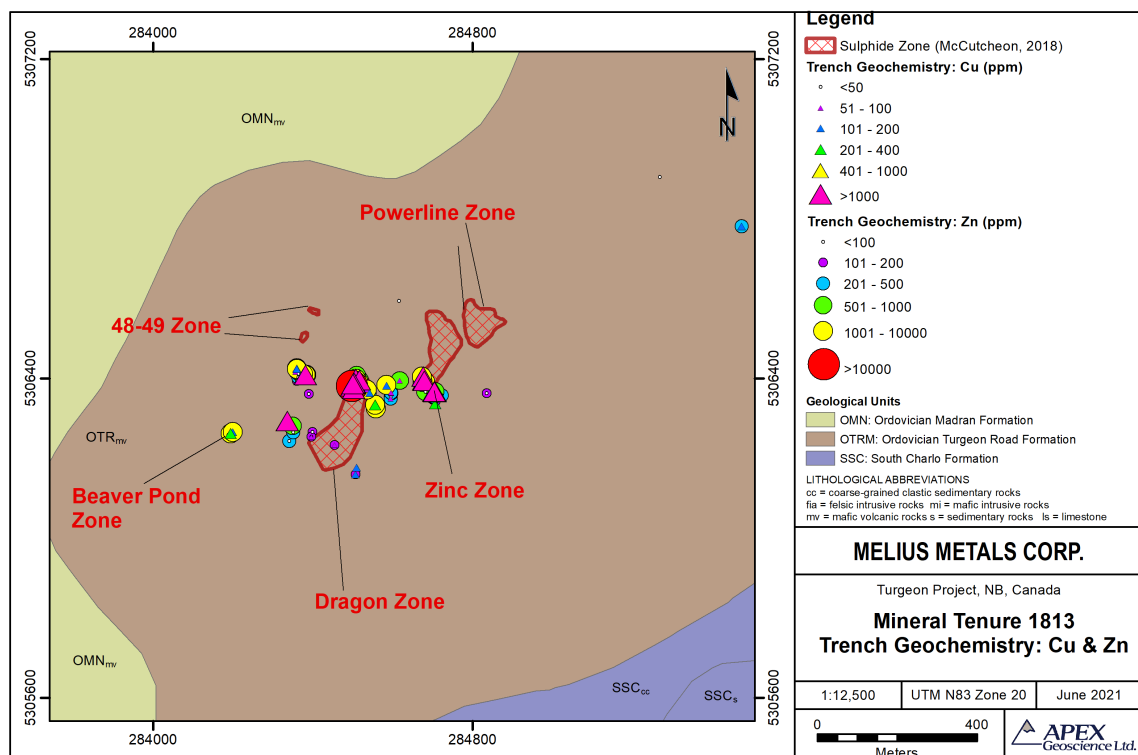 284000
284800
5307200
5307200
OMNmv
Powerline Zone
N
48-49 Zone
5306400
5306400
OTRmv
Beaver Pond
Zone
Zinc Zone
Dragon Zone
OMNmv
SSCcc
SSCs
5305600
5305600
284000
284800
Legend
Sulphide Zone (McCutcheon, 2018)
Trench Geochemistry: Cu (ppm)
<50
51 - 100
101 - 200
201 - 400
401 - 1000
>1000
Trench Geochemistry: Zn (ppm)
<100
101 - 200
201 - 500
501 - 1000
1001 - 10000
>10000
Geological Units
OMN: Ordovician Madran Formation
OTRM: Ordovician Turgeon Road Formation
SSC: South Charlo Formation
LITHOLOGICAL ABBREVIATIONS
cc = coarse-grained clastic sedimentary rocks
fia = felsic intrusive rocks mi = mafic intrusive rocks
mv = mafic volcanic rocks s = sedimentary rocks ls = limestone
MELIUS METALS CORP.
Turgeon Project, NB, Canada
Mineral Tenure 1813
Trench Geochemistry: Cu & Zn
1:12,500 UTM N83 Zone 20 June 2021
0 400
Meters
APEX
Geoscience Ltd.